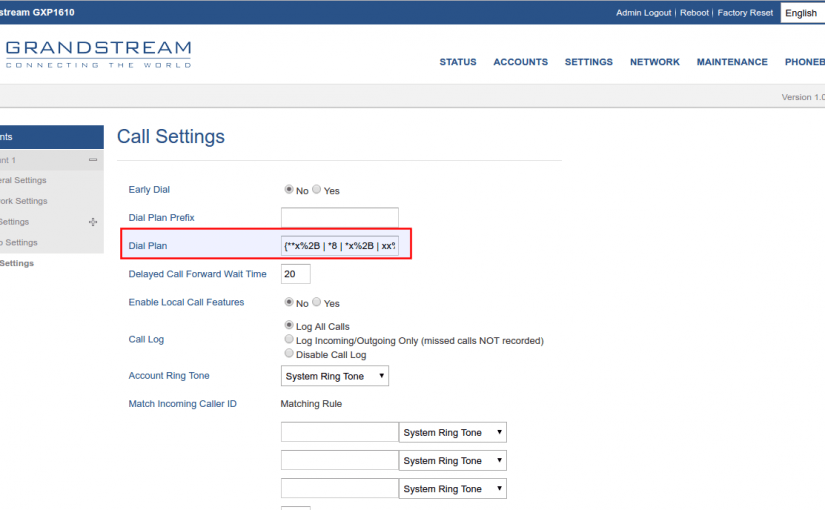 stream GXP1610 Admin Logout | Reboot | Factory Reset English
GRANDSTREAM
CONNECTING THE WORLD
STATUS ACCOUNTS SETTINGS NETWORK MAINTENANCE PHONEB
Version 1.0
nts
nt 1
eral Settings
ork Settings
Settings
o Settings
Settings
Call Settings
Early Dial No Yes
Dial Plan Prefix
Dial Plan {**x%2B | *8 | *x%2B | xx%
Delayed Call Forward Wait Time 20
Enable Local Call Features No Yes
Call Log Log All Calls
Log Incoming/Outgoing Only (missed calls NOT recorded)
Disable Call Log
Account Ring Tone System Ring Tone
Match Incoming Caller ID Matching Rule
System Ring Tone
System Ring Tone
System Ring Tone